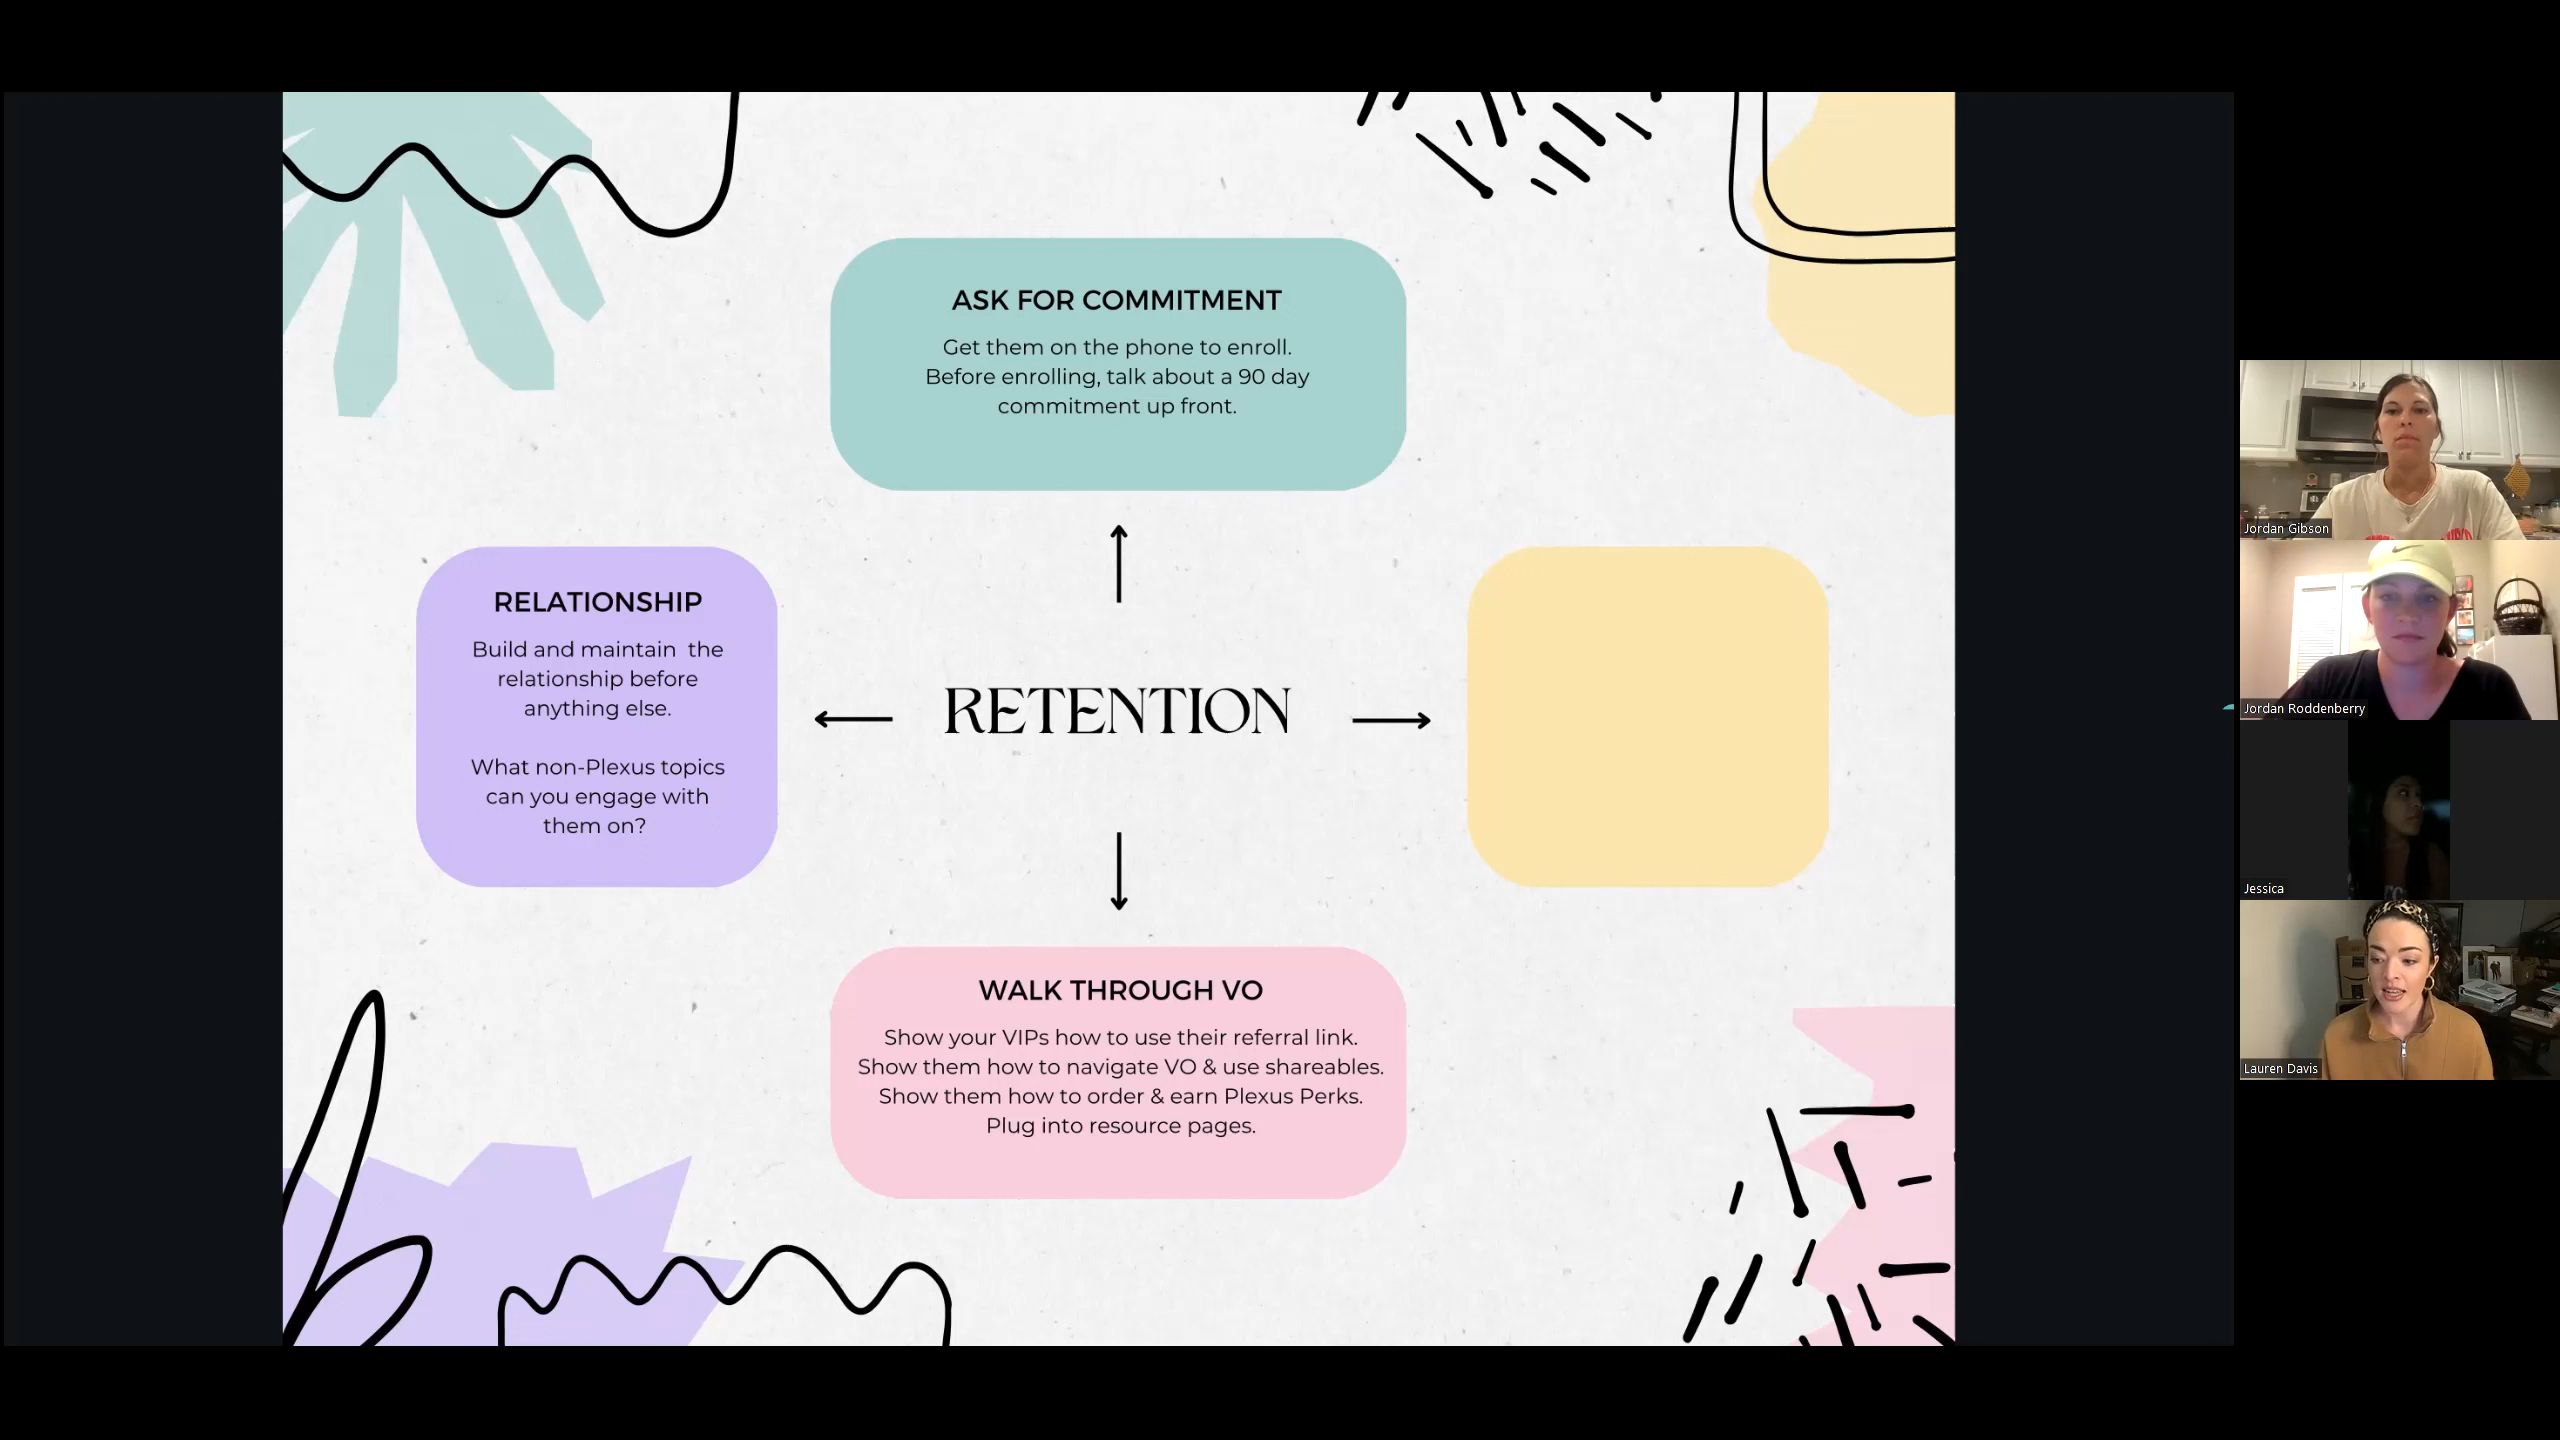 ASK FOR COMMITMENT
Get them on the phone to enroll.
Before enrolling, talk about a 90 day
commitment up front.
RELATIONSHIP
Build and maintain  the
relationship before
anything else.
What non-Plexus topics
can you engage with
them on?
RETENTION
WALK THROUGH VO
Show your VIPs how to use their referral link.
Show them how to navigate VO & use shareables.
Show them how to order & earn Plexus Perks.
Plug into resource pages.
Jordan Gibson
Jordan Roddenberry
Jessica
Lauren Davis